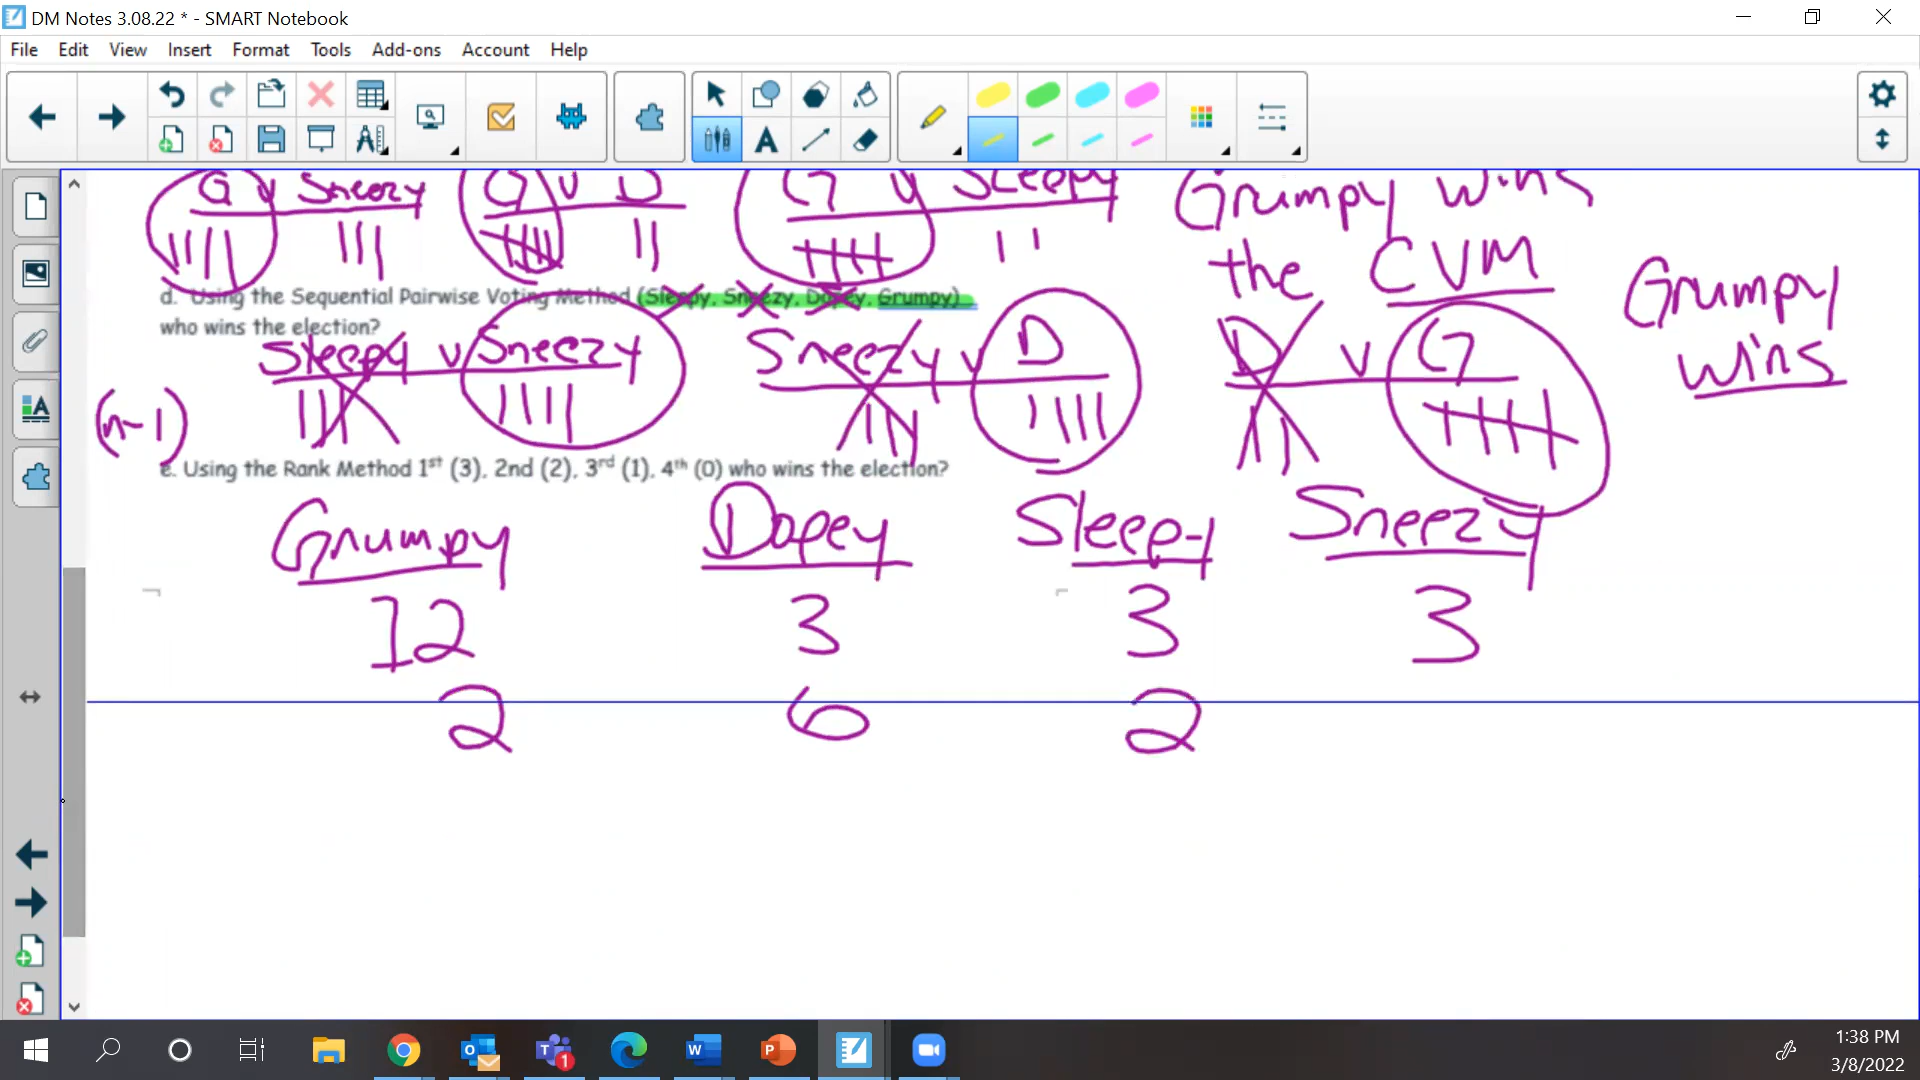 DM Notes 3.08.22 * - SMART Notebook
File Edit View Insert Format Tools Add-ons Account Help
G v Sneezy G v D G v Sleepy Grumpy wins
the CVM
d. Using the Sequential Pairwise Voting Method (Sleepy, Sneezy, Dopey, Grumpy)
who wins the election?
Sleepy v Sneezy Sneezy v D D v G Grumpy
wins
(n-1)
e. Using the Rank Method 1st (3), 2nd (2), 3rd (1), 4th (0) who wins the election?
Grumpy Dopey Sleepy Sneezy
12 3 3 3
2 6 2
1:38 PM
3/8/2022